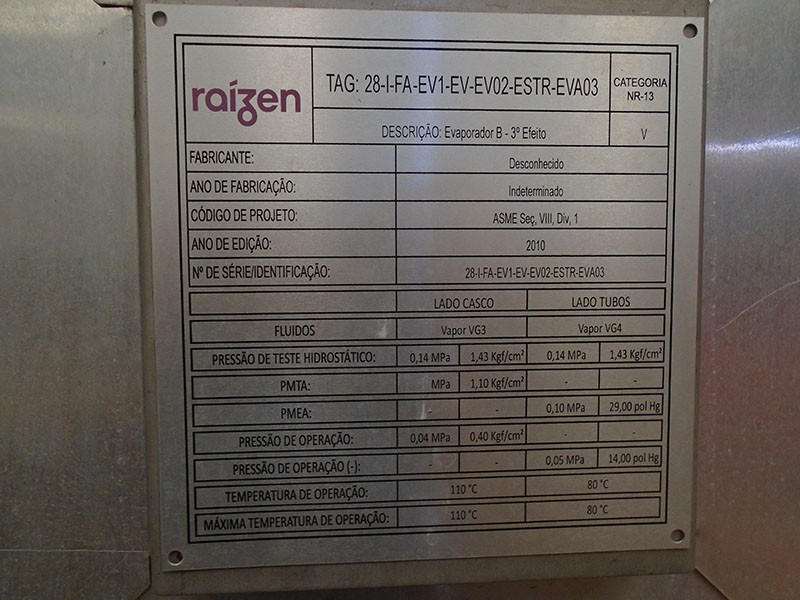 raízen
TAG: 28-I-FA-EV1-EV-EV02-ESTR-EVA03
CATEGORIA
NR-13
DESCRIÇÃO: Evaporador B - 3º Efeito
V
FABRICANTE: Desconhecido
ANO DE FABRICAÇÃO: Indeterminado
CÓDIGO DE PROJETO: ASME Seç, VIII, Div, 1
ANO DE EDIÇÃO: 2010
Nº DE SÉRIE/IDENTIFICAÇÃO: 28-I-FA-EV1-EV-EV02-ESTR-EVA03
LADO CASCO LADO TUBOS
FLUIDOS Vapor VG3 Vapor VG4
PRESSÃO DE TESTE HIDROSTÁTICO: 0,14 MPa 1,43 Kgf/cm² 0,14 MPa 1,43 Kgf/cm²
PMTA: MPa 1,10 Kgf/cm² - -
PMEA: - - 0,10 MPa 29,00 pol Hg
PRESSÃO DE OPERAÇÃO: 0,04 MPa 0,40 Kgf/cm² - -
PRESSÃO DE OPERAÇÃO (-): - - 0,05 MPa 14,00 pol Hg
TEMPERATURA DE OPERAÇÃO: 110 °C 80 °C
MÁXIMA TEMPERATURA DE OPERAÇÃO: 110 °C 80 °C